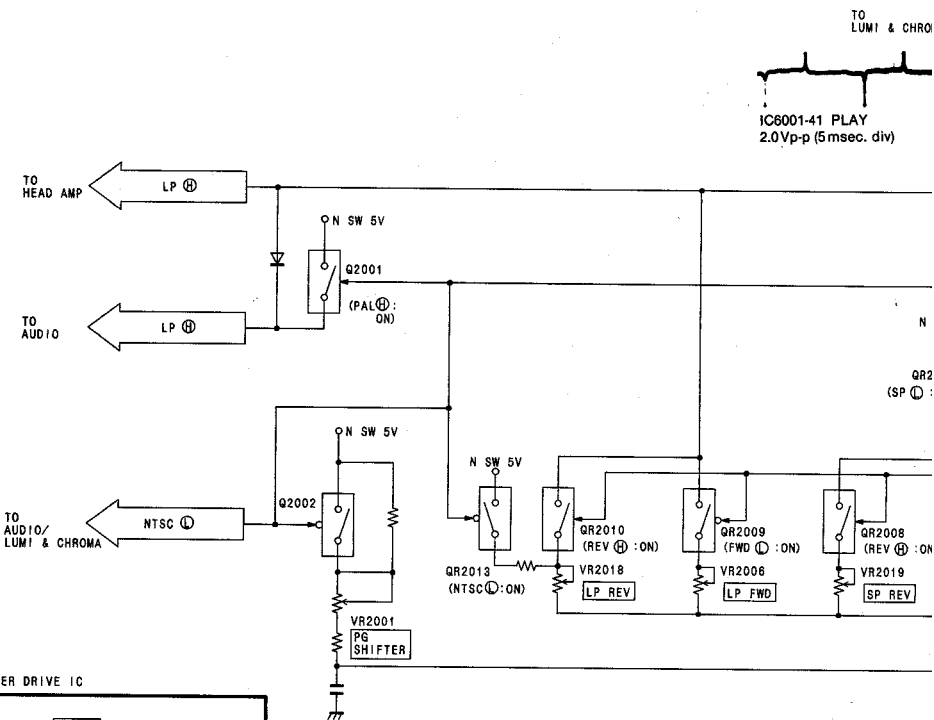 TO
LUMI & CHRO
IC6001-41 PLAY
2.0Vp-p (5msec. div)
TO
HEAD AMP
LP Ⓗ
N SW 5V
Q2001
(PALⒽ:
ON)
TO
AUDIO
LP Ⓗ
N
QR2
(SP Ⓛ :
N SW 5V
N SW 5V
Q2002
TO
AUDIO/
LUMI & CHROMA
NTSC Ⓛ
QR2010
(REV Ⓗ :ON)
QR2009
(FWD Ⓛ :ON)
QR2008
(REV Ⓗ :ON
QR2013
(NTSCⓁ:ON)
VR2018
LP REV
VR2006
LP FWD
VR2019
SP REV
VR2001
PG
SHIFTER
ER DRIVE IC